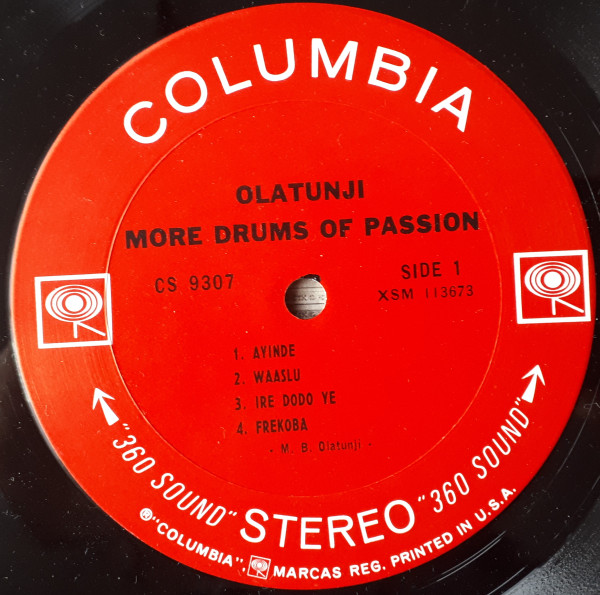 COLUMBIA
OLATUNJI
MORE DRUMS OF PASSION
CS 9307
SIDE 1
XSM 113673
1. AYINDE
2. WAASLU
3. IRE DODO YE
4. FREKOBA
- M. B. Olatunji -
"360 SOUND" STEREO "360 SOUND"
®"COLUMBIA", MARCAS REG. PRINTED IN U.S.A.